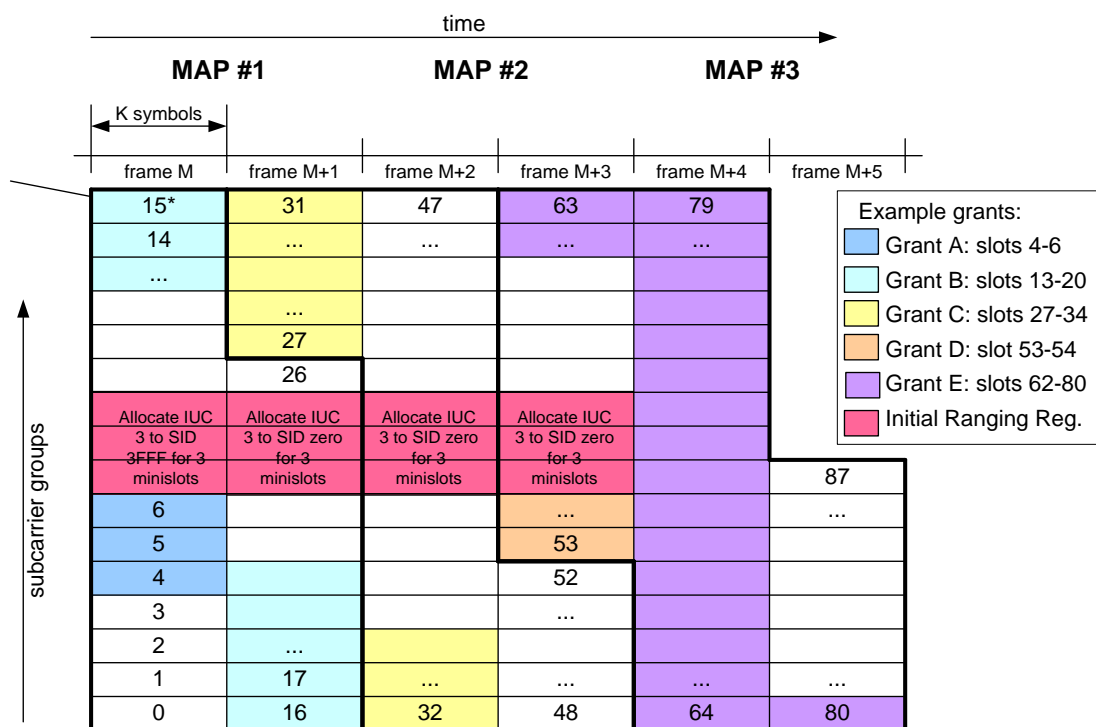 time
MAP #1 MAP #2 MAP #3
K symbols
frame M frame M+1 frame M+2 frame M+3 frame M+4 frame M+5
15* 31 47 63 79
14 ... ... ... ...
...
...
27
26
Allocate IUC 3 to SID 3FFF for 3 minislots
Allocate IUC 3 to SID zero for 3 minislots
Allocate IUC 3 to SID zero for 3 minislots
Allocate IUC 3 to SID zero for 3 minislots
87
6 ... ...
5 53
4 52
3 ...
2 ...
1 17 ... ... ... ...
0 16 32 48 64 80
subcarrier groups
Example grants:
Grant A: slots 4-6
Grant B: slots 13-20
Grant C: slots 27-34
Grant D: slot 53-54
Grant E: slots 62-80
Initial Ranging Reg.